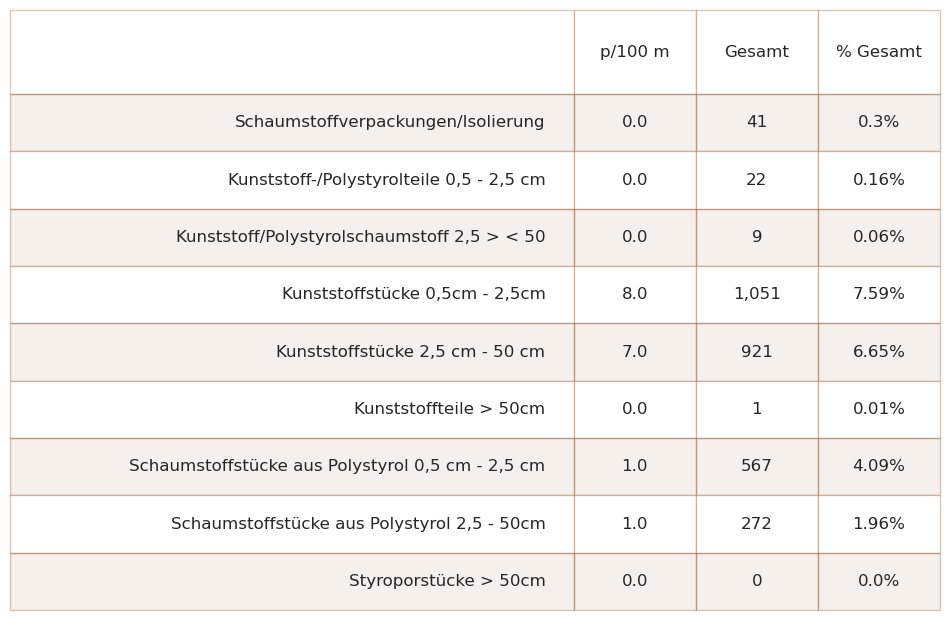 p/100 m Gesamt % Gesamt
Schaumstoffverpackungen/Isolierung 0.0 41 0.3%
Kunststoff-/Polystyrolteile 0,5 - 2,5 cm 0.0 22 0.16%
Kunststoff/Polystyrolschaumstoff 2,5 > < 50 0.0 9 0.06%
Kunststoffstücke 0,5cm - 2,5cm 8.0 1,051 7.59%
Kunststoffstücke 2,5 cm - 50 cm 7.0 921 6.65%
Kunststoffteile > 50cm 0.0 1 0.01%
Schaumstoffstücke aus Polystyrol 0,5 cm - 2,5 cm 1.0 567 4.09%
Schaumstoffstücke aus Polystyrol 2,5 - 50cm 1.0 272 1.96%
Styroporstücke > 50cm 0.0 0 0.0%